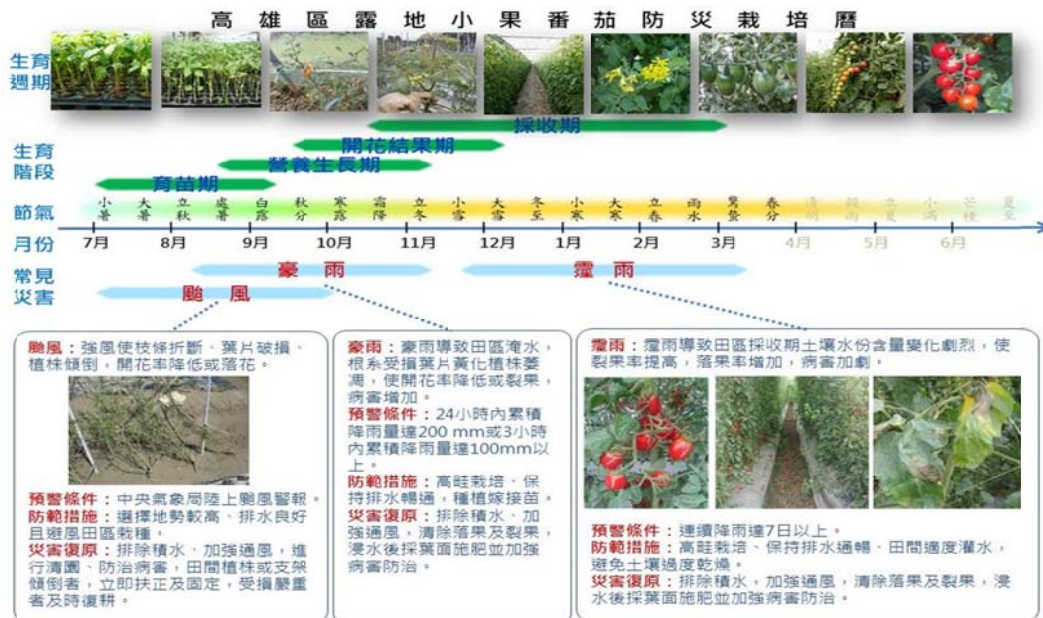 高雄區露地小果番茄防災栽培曆
生育
週期
生育
階段
採收期
開花結果期
營養生長期
育苗期
節氣
小暑 大暑 立秋 處暑 白露 秋分 寒露 霜降 立冬 小雪 大雪 冬至 小寒 大寒 立春 雨水 驚蟄 春分 清明 穀雨 立夏 小滿 芒種 夏至
月份
7月 8月 9月 10月 11月 12月 1月 2月 3月 4月 5月 6月
常見
災害
豪雨
霪雨
颱風
颱風：強風使枝條折斷、葉片破損、
植株傾倒，開花率降低或落花。
預警條件：中央氣象局陸上颱風警報。
防範措施：選擇地勢較高、排水良好
且避風田區栽種。
災害復原：排除積水、加強通風，進
行清園、防治病害，田間植株或支架
傾倒者，立即扶正及固定，受損嚴重
者及時復耕。
豪雨：豪雨導致田區淹水，
根系受損葉片黃化植株萎
凋，使開花率降低或裂果，
病害增加。
預警條件：24小時內累積
降雨量達200 mm或3小時
內累積降雨量達100mm以
上。
防範措施：高畦栽培、保
持排水暢通，種植嫁接苗。
災害復原：排除積水、加
強通風，清除落果及裂果，
浸水後採葉面施肥並加強
病害防治。
霪雨：霪雨導致田區採收期土壤水份含量變化劇烈，使
裂果率提高，落果率增加，病害加劇。
預警條件：連續降雨達7日以上。
防範措施：高畦栽培、保持排水通暢、田間適度灌水，
避免土壤過度乾燥。
災害復原：排除積水，加強通風，清除落果及裂果，浸
水後採葉面施肥並加強病害防治。